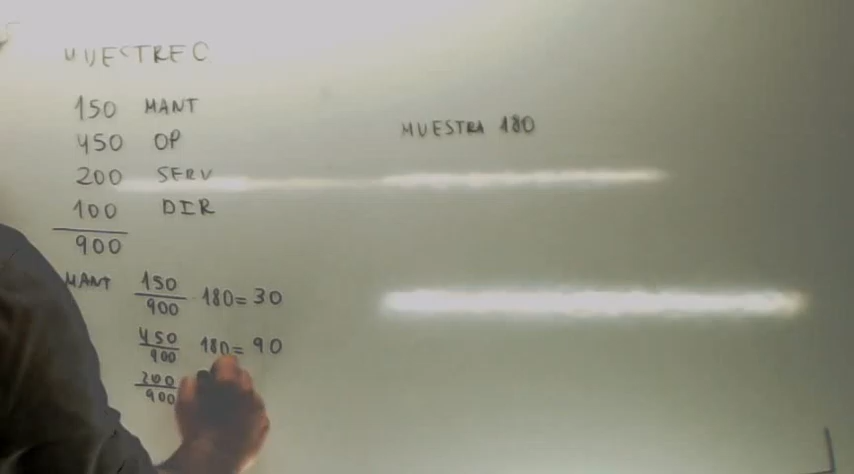 MUESTREO
150 MANT
450 OP
200 SERV
100 DIR
900
MUESTRA 180
MANT 150/900 · 180 = 30
450/900 180 = 90
200/900